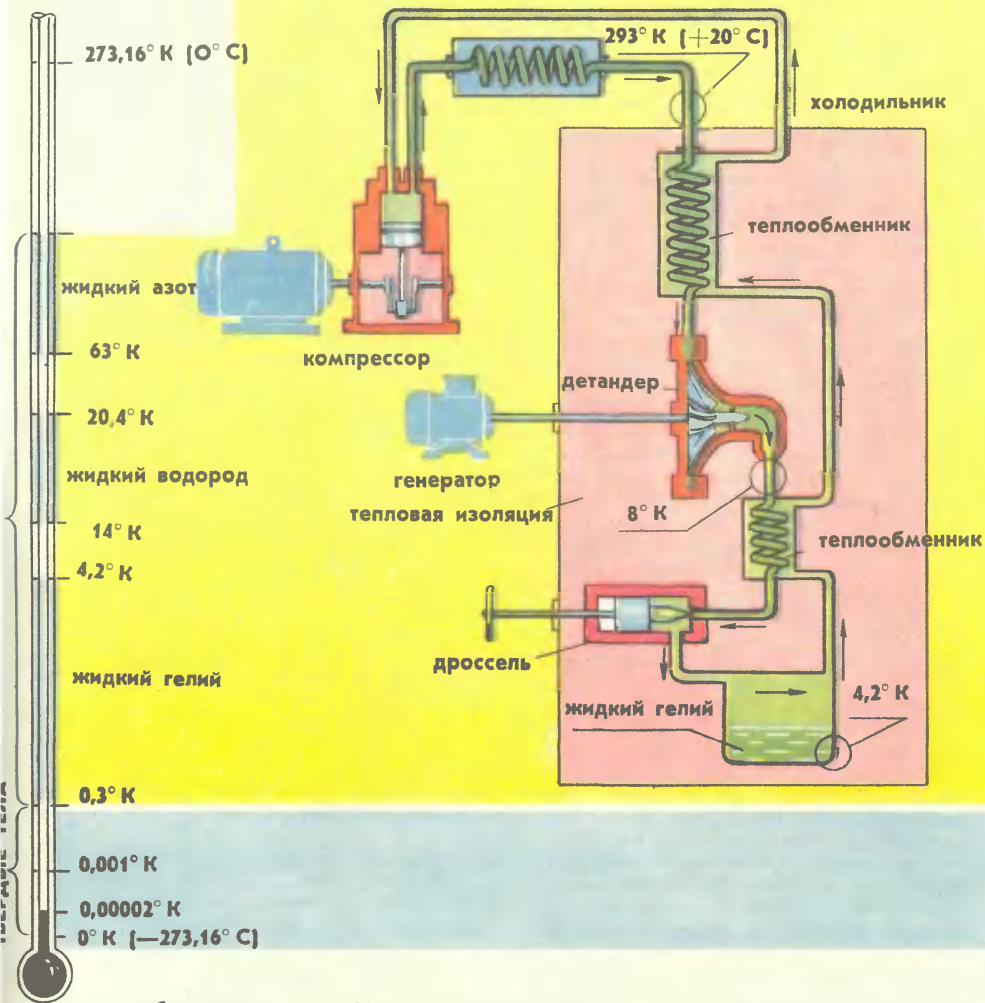 273,16° К (0° С)
293° К (+20° С)
холодильник
теплообменник
жидкий азот
компрессор
63° К
детандер
20,4° К
жидкий водород
генератор
тепловая изоляция
8° К
14° К
теплообменник
4,2° К
дроссель
жидкий гелий
жидкий гелий
4,2° К
0,3° К
0,001° К
0,00002° К
0° К (—273,16° С)